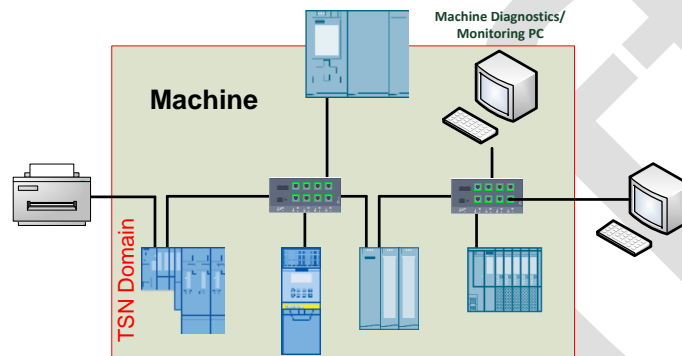 Machine Diagnostics/
Monitoring PC
Machine
TSN Domain